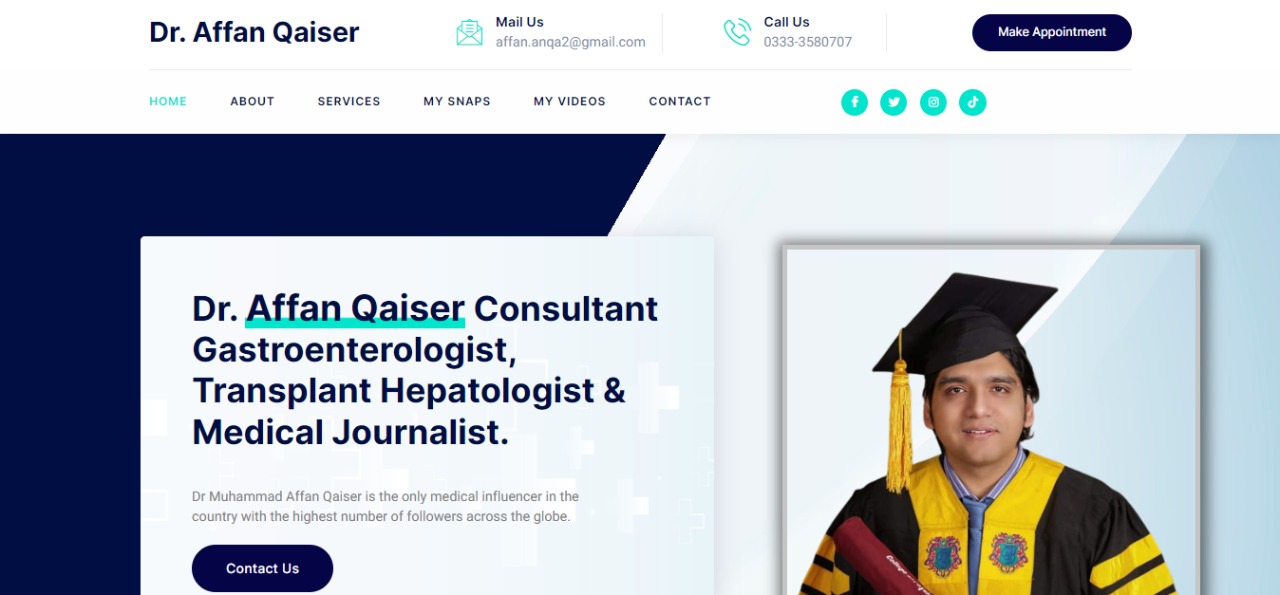 Dr. Affan Qaiser
Mail Us
affan.anqa2@gmail.com
Call Us
0333-3580707
Make Appointment
HOME ABOUT SERVICES MY SNAPS MY VIDEOS CONTACT
Dr. Affan Qaiser Consultant
Gastroenterologist,
Transplant Hepatologist &
Medical Journalist.
Dr Muhammad Affan Qaiser is the only medical influencer in the
country with the highest number of followers across the globe.
Contact Us
College